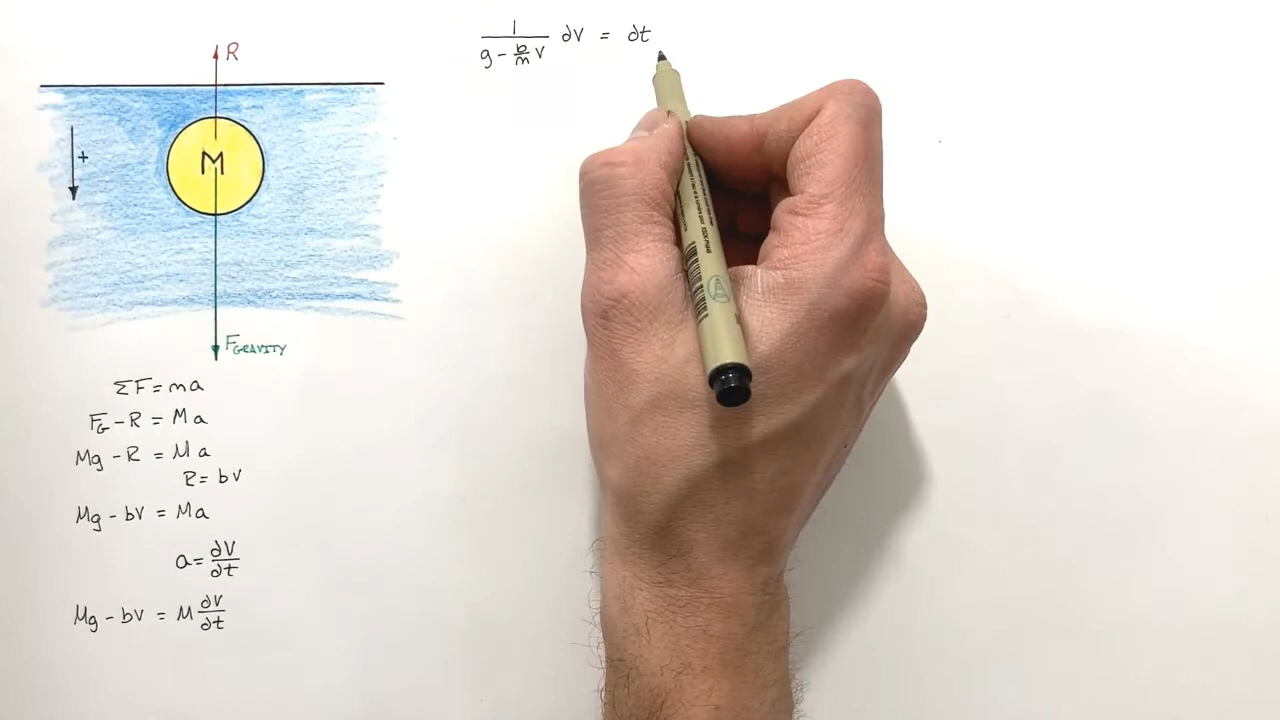 R
+
M
F_GRAVITY
ΣF = ma
F_G - R = Ma
Mg - R = Ma
R = bV
Mg - bV = Ma
a = ∂V/∂t
Mg - bV = M ∂V/∂t
1/(g - b/m V) ∂V = ∂t